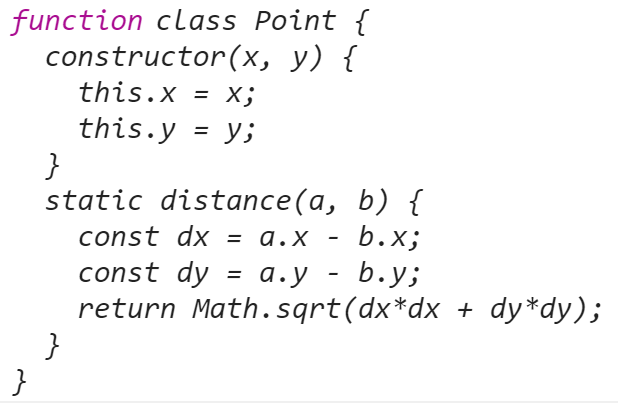 function class Point {
  constructor(x, y) {
    this.x = x;
    this.y = y;
  }
  static distance(a, b) {
    const dx = a.x - b.x;
    const dy = a.y - b.y;
    return Math.sqrt(dx*dx + dy*dy);
  }
}